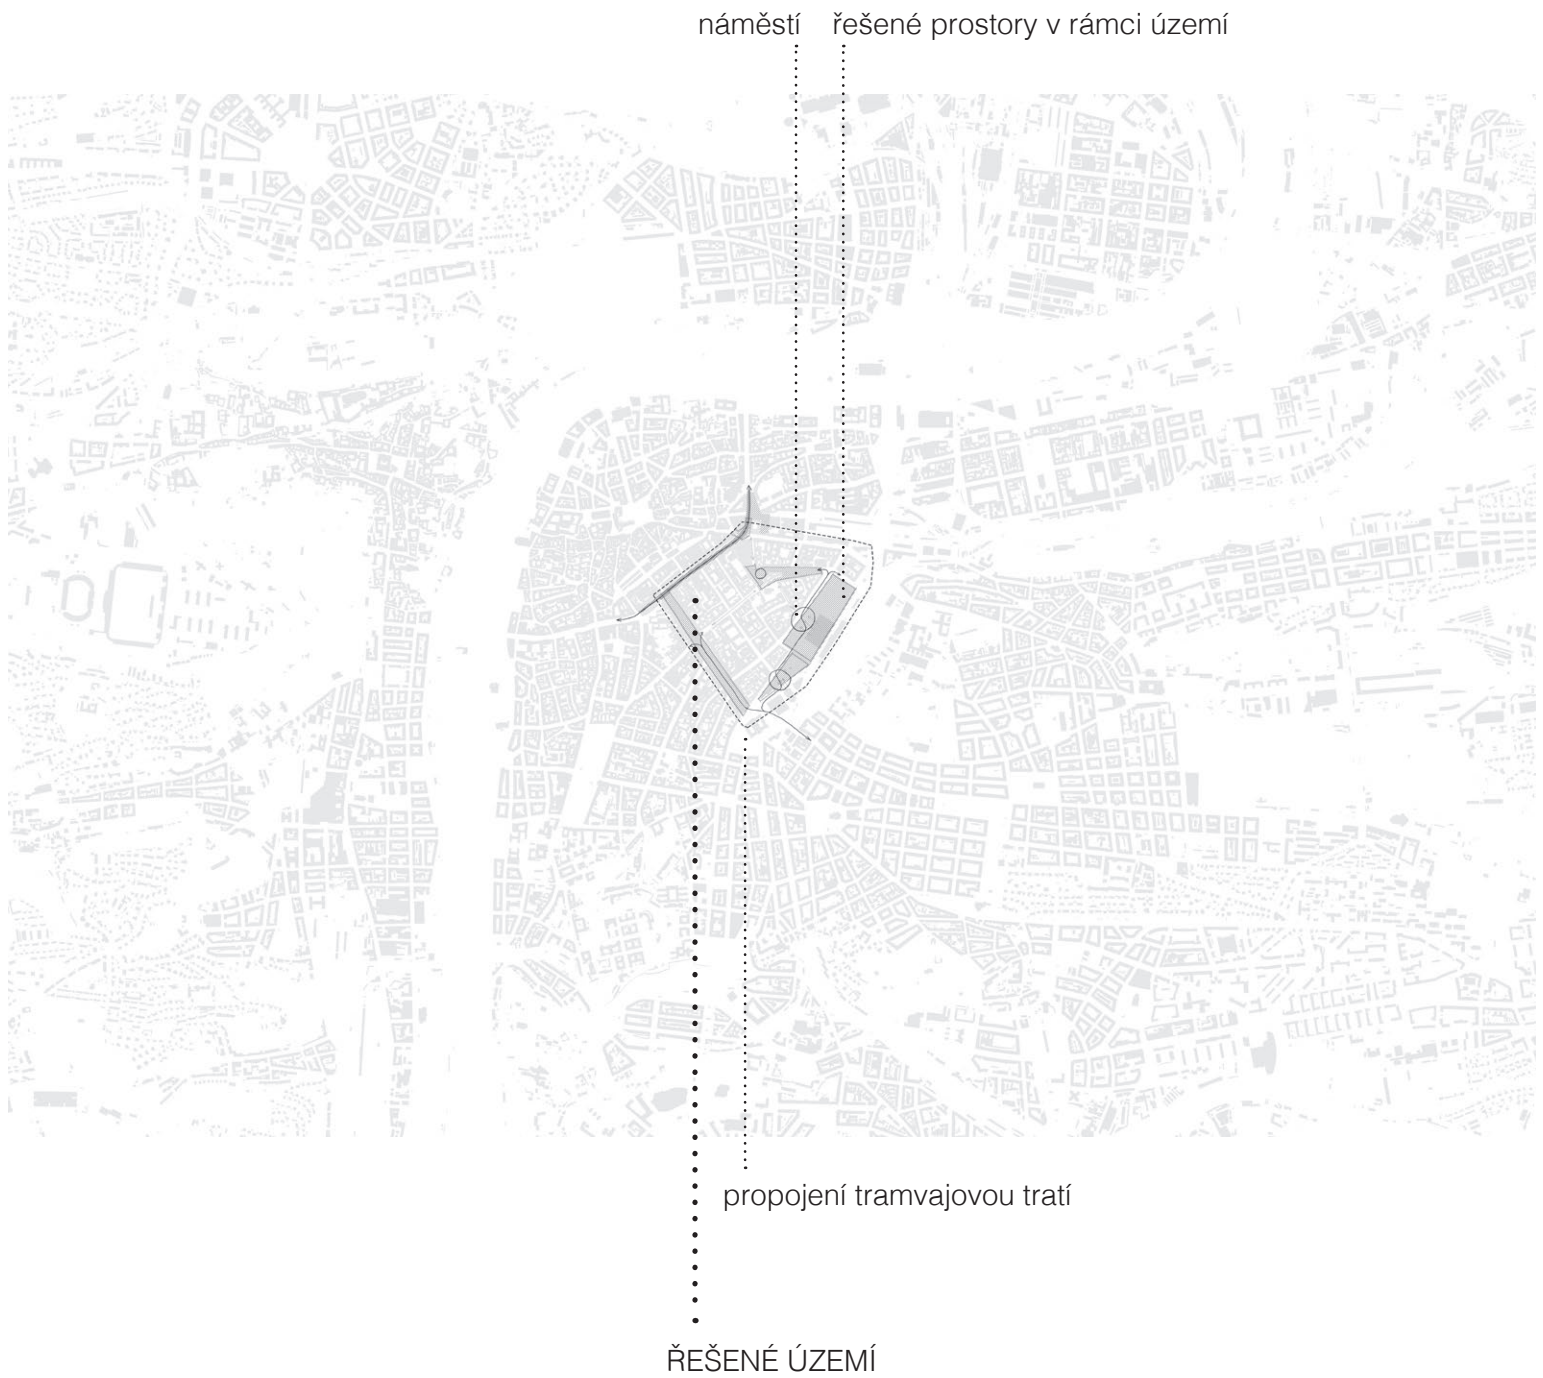 náměstí
řešené prostory v rámci území
propojení tramvajovou tratí
ŘEŠENÉ ÚZEMÍ